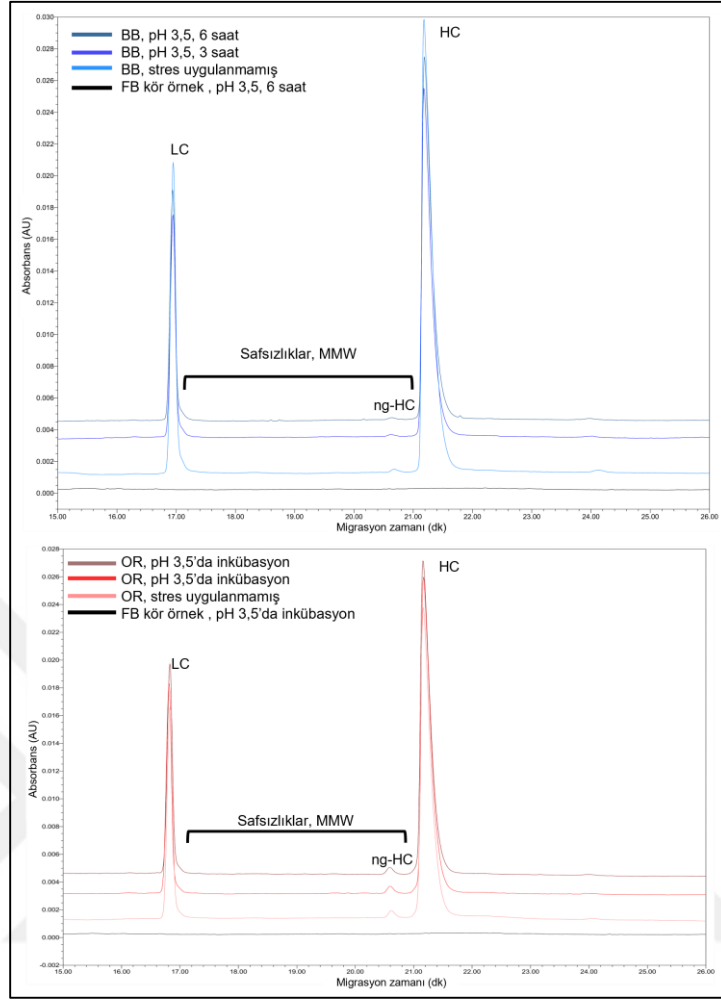 BB, pH 3,5, 6 saat
BB, pH 3,5, 3 saat
BB, stres uygulanmamış
FB kör örnek , pH 3,5, 6 saat
HC
LC
Safsızlıklar, MMW
ng-HC
Absorbans (AU)
0.030
0.028
0.026
0.024
0.022
0.020
0.018
0.016
0.014
0.012
0.010
0.008
0.006
0.004
0.002
0.000
15.00 16.00 17.00 18.00 19.00 20.00 21.00 22.00 23.00 24.00 25.00 26.00
Migrasyon zamanı (dk)
OR, pH 3,5’da inkübasyon
OR, pH 3,5’da inkübasyon
OR, stres uygulanmamış
FB kör örnek , pH 3,5’da inkübasyon
HC
LC
Safsızlıklar, MMW
ng-HC
Absorbans (AU)
0.028
0.026
0.024
0.022
0.020
0.018
0.016
0.014
0.012
0.010
0.008
0.006
0.004
0.002
0.000
-0.002
15.00 16.00 17.00 18.00 19.00 20.00 21.00 22.00 23.00 24.00 25.00 26.00
Migrasyon zamanı (dk)